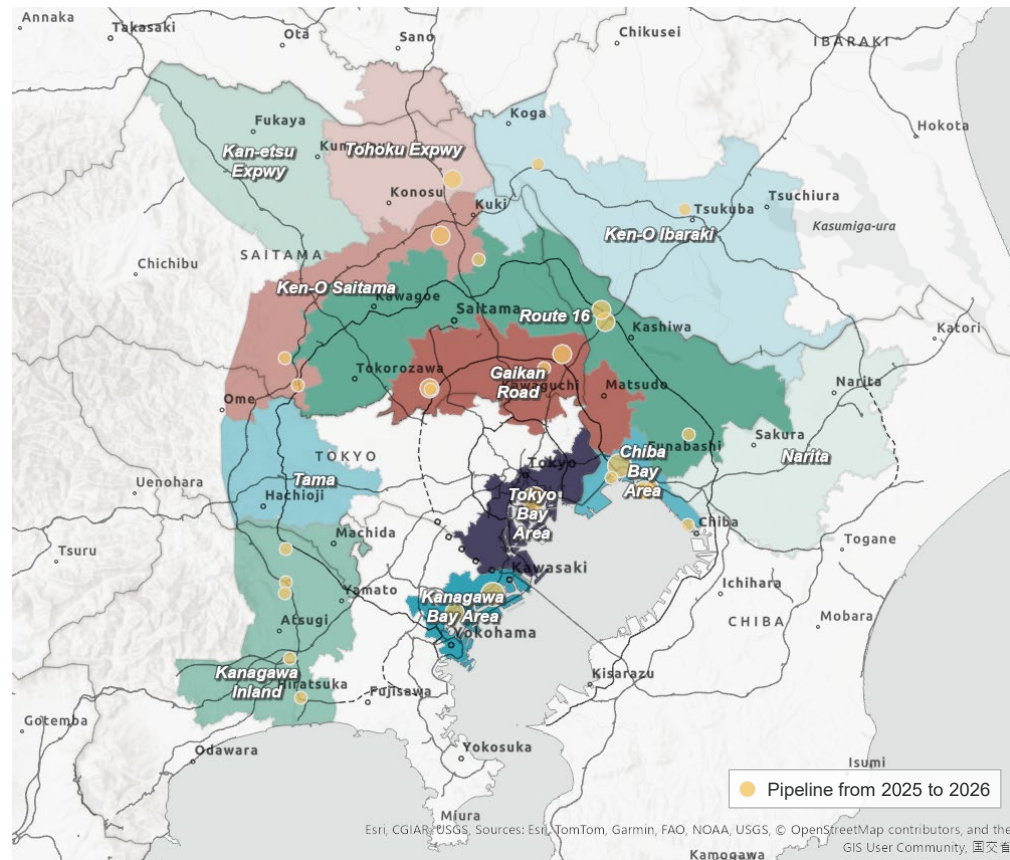 Annaka
Takasaki
Otá
Sano
Chikusei
IBARAKI
Fukaya
Koga
Hokota
Kan-etsu
Expwy
Tohoku Expwy
Konosu
Kuki
Tsukuba
Tsuchiura
Kasumiga-ura
Ken-O Ibaraki
SAITAMA
Chichibu
Ken-O Saitama
Kawagoe
Saitama
Route 16
Kashiwa
Katori
Tokorozawa
Gaikan
Road
Kawaguchi
Matsudo
Narita
Ome
Sakura
Narita
Funabashi
Chiba
Bay
Area
TOKYO
Tama
Tokyo
Uenohara
Hachioji
Tokyo
Bay
Area
Chiba
Machida
Togane
Tsuru
Kawasaki
Yamato
Kanagawa
Bay Area
Ichihara
Atsugi
Yokohama
CHIBA
Mobara
Kanagawa
Inland
Hiratsuka
Fujisawa
Kisarazu
Gotemba
Odawara
Yokosuka
Isumi
Pipeline from 2025 to 2026
Miura
Esri, CGIAR, USGS, Sources: Esri, TomTom, Garmin, FAO, NOAA, USGS, © OpenStreetMap contributors, and the
GIS User Community, 国交省
Kamogawa